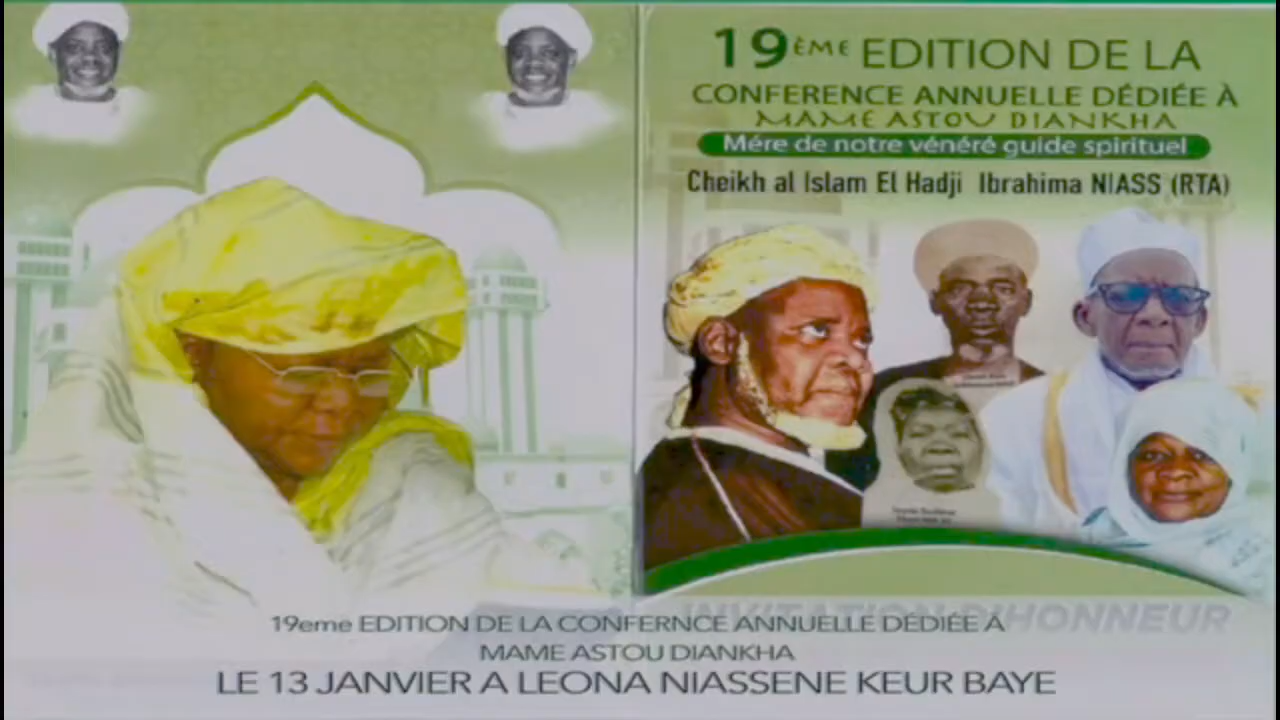 19ÈME EDITION DE LA
CONFERENCE ANNUELLE DÉDIÉE À
MAME ASTOU DIANKHA
Mére de notre vénéré guide spirituel
Cheikh al Islam El Hadji Ibrahima NIASS (RTA)
INVITATION D'HONNEUR
19eme EDITION DE LA CONFERNCE ANNUELLE DÉDIÉE À
MAME ASTOU DIANKHA
LE 13 JANVIER A LEONA NIASSENE KEUR BAYE